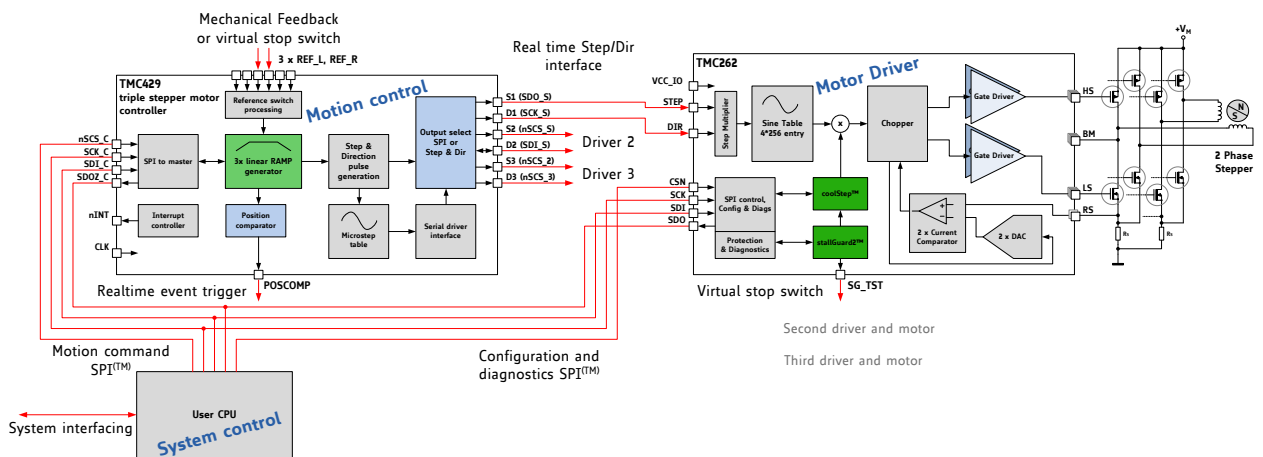 Mechanical Feedback
or virtual stop switch
3 x REF_L, REF_R
Real time Step/Dir
interface
TMC429
triple stepper motor
controller
Reference switch
processing
Motion control
nSCS_C
SCK_C
SDI_C
SDOZ_C
nINT
CLK
SPI to master
3x linear RAMP
generator
Step &
Direction
pulse
generation
Output select
SPI or
Step & Dir
Interrupt
controller
Position
comparator
Microstep
table
Serial driver
interface
S1 (SDO_S)
D1 (SCK_S)
S2 (nSCS_S)
D2 (SDI_S)
S3 (nSCS_2)
D3 (nSCS_3)
Driver 2
Driver 3
Realtime event trigger
POSCOMP
TMC262
Motor Driver
VCC_IO
STEP
DIR
CSN
SCK
SDI
SDO
Step Multiplier
Sine Table
4*256 entry
x
Chopper
Gate Driver
Gate Driver
SPI control,
Config & Diags
Protection
& Diagnostics
coolStep™
stallGuard2™
2 x Current
Comparator
2 x DAC
HS
BM
LS
RS
+VM
N
S
2 Phase
Stepper
RS
RS
Virtual stop switch
SG_TST
Second driver and motor
Third driver and motor
Motion command
SPI(TM)
Configuration and
diagnostics SPI(TM)
User CPU
System control
System interfacing